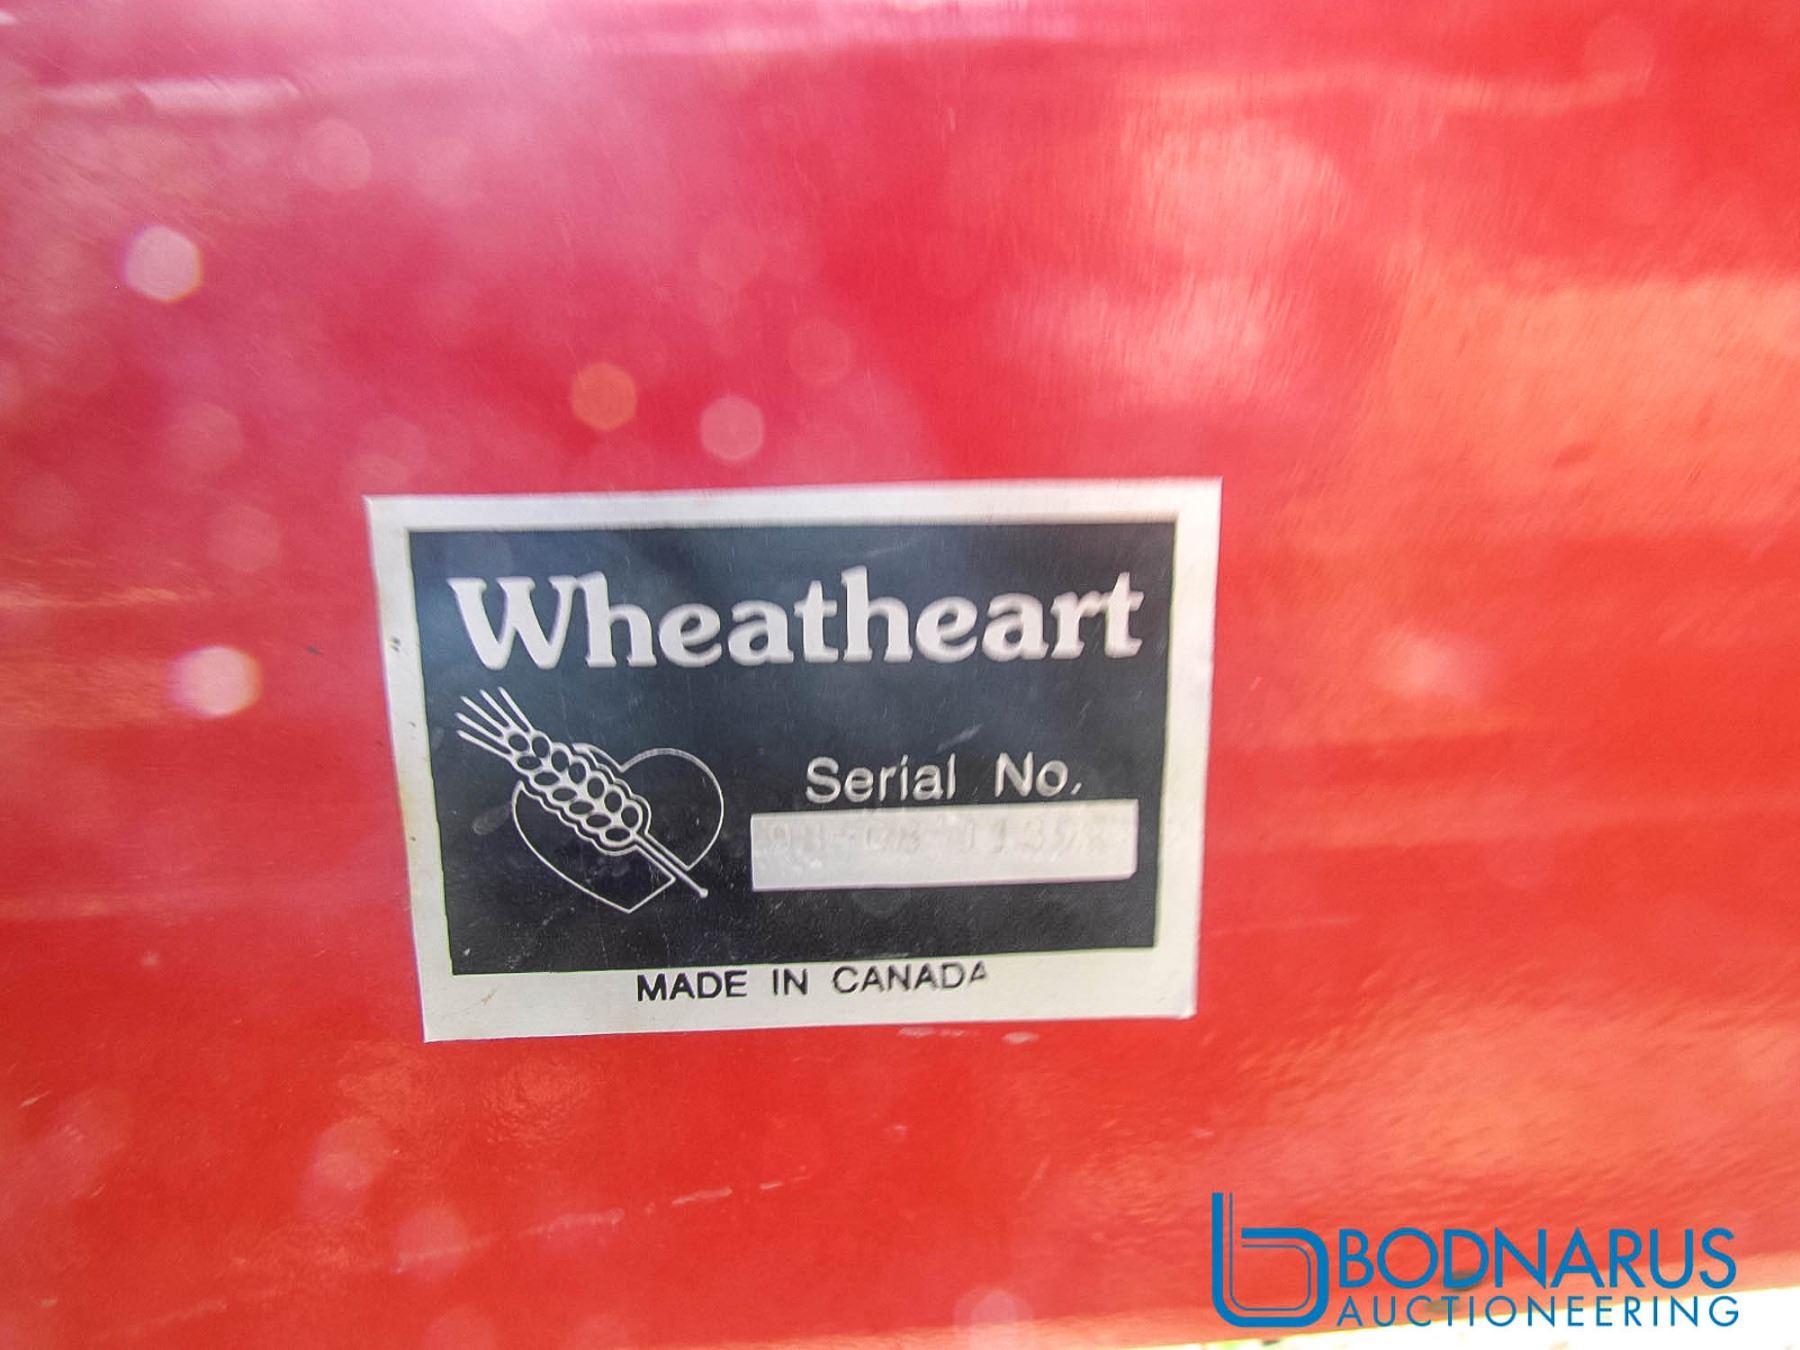 Wheatheart
Serial No.
MADE IN CANADA
BODNARUS
AUCTIONEERING